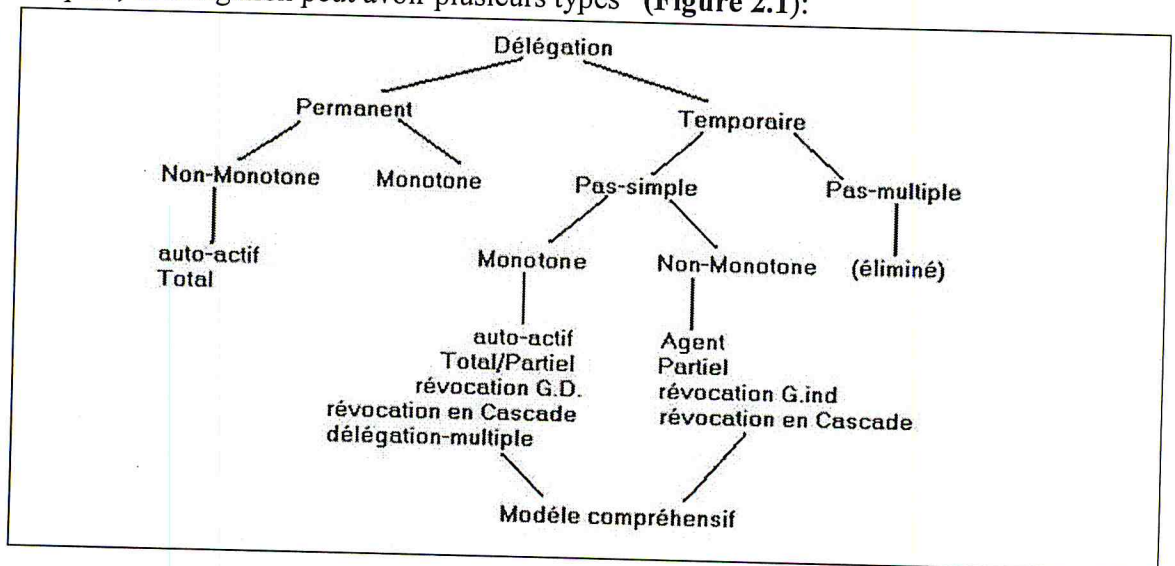 peut avoir plusieurs types (Figure 2.1):
Délégation
Permanent
Temporaire
Non-Monotone
Monotone
Pas-simple
Pas-multiple
auto-actif
Total
Monotone
Non-Monotone
(éliminé)
auto-actif
Total/Partiel
révocation G.D.
révocation en Cascade
délégation-multiple
Agent
Partiel
révocation G.ind
révocation en Cascade
Modéle compréhensif